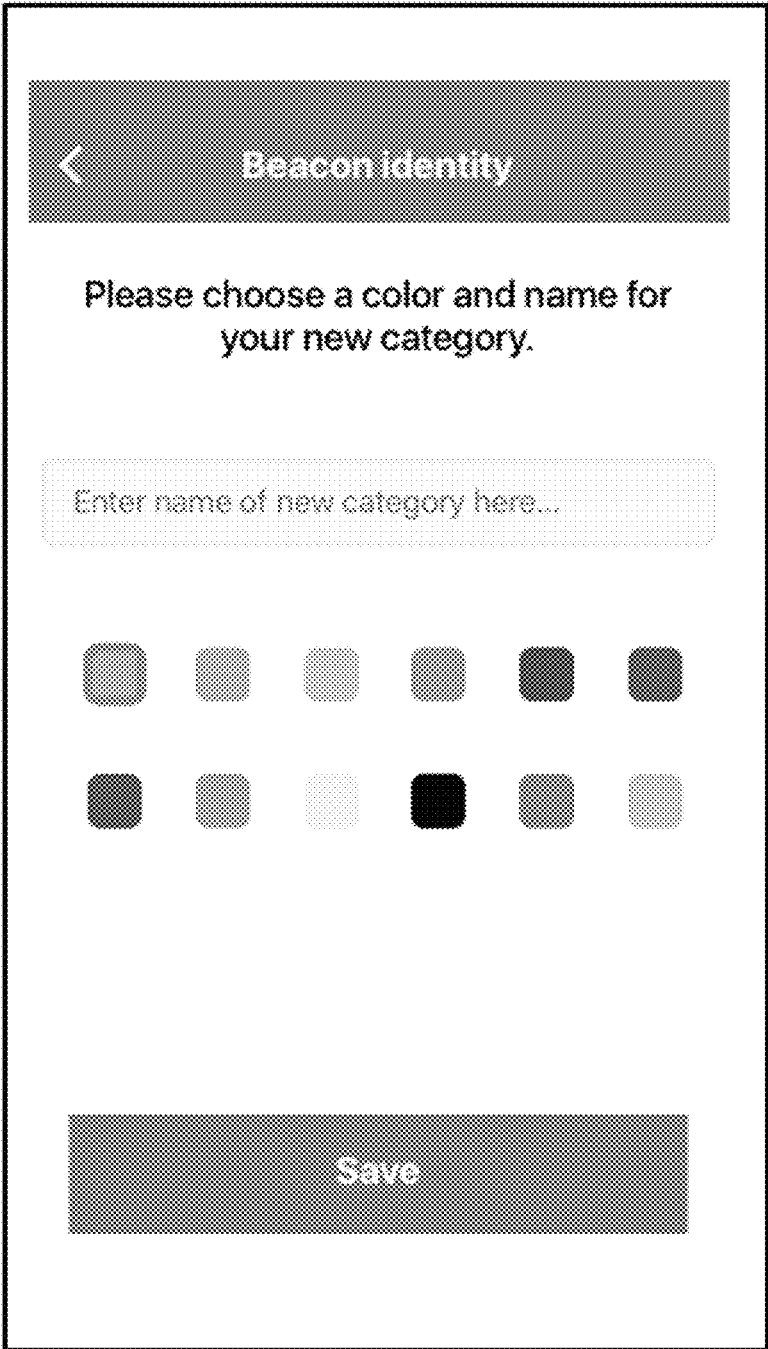 Beacon identity
Please choose a color and name for
your new category.
Enter name of new category here...
Save